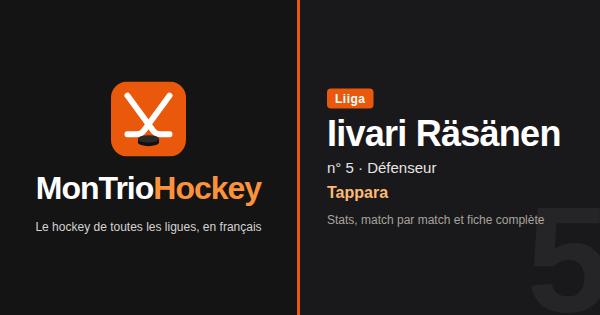 MonTrioHockey
Le hockey de toutes les ligues, en français
Liiga
Iivari Räsänen
n° 5 · Défenseur
Tappara
Stats, match par match et fiche complète
5